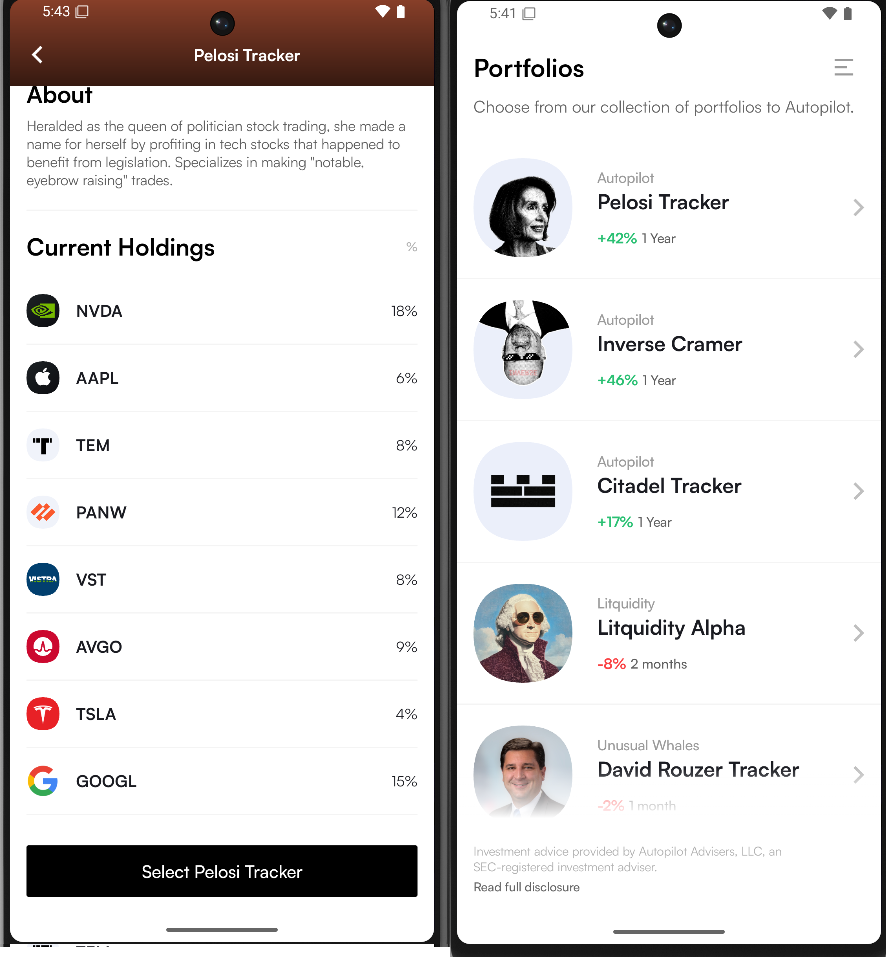 5:43
Pelosi Tracker
About
Heralded as the queen of politician stock trading, she made a
name for herself by profiting in tech stocks that happened to
benefit from legislation. Specializes in making "notable,
eyebrow raising" trades.
Current Holdings
%
NVDA
18%
AAPL
6%
TEM
8%
PANW
12%
VISTRA
VST
8%
AVGO
9%
TSLA
4%
GOOGL
15%
Select Pelosi Tracker
5:41
Portfolios
Choose from our collection of portfolios to Autopilot.
Autopilot
Pelosi Tracker
+42% 1 Year
Autopilot
Inverse Cramer
+46% 1 Year
Autopilot
Citadel Tracker
+17% 1 Year
Litquidity
Litquidity Alpha
-8% 2 months
Unusual Whales
David Rouzer Tracker
-2% 1 month
Investment advice provided by Autopilot Advisers, LLC, an
SEC-registered investment adviser.
Read full disclosure